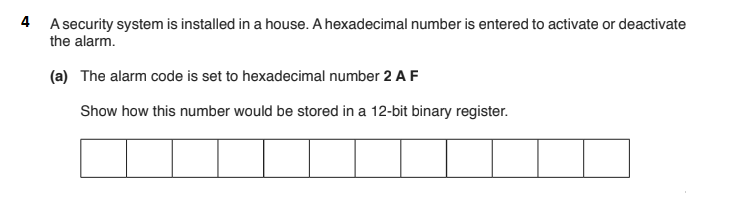 4 A security system is installed in a house. A hexadecimal number is entered to activate or deactivate
the alarm.
(a) The alarm code is set to hexadecimal number 2 A F
Show how this number would be stored in a 12-bit binary register.